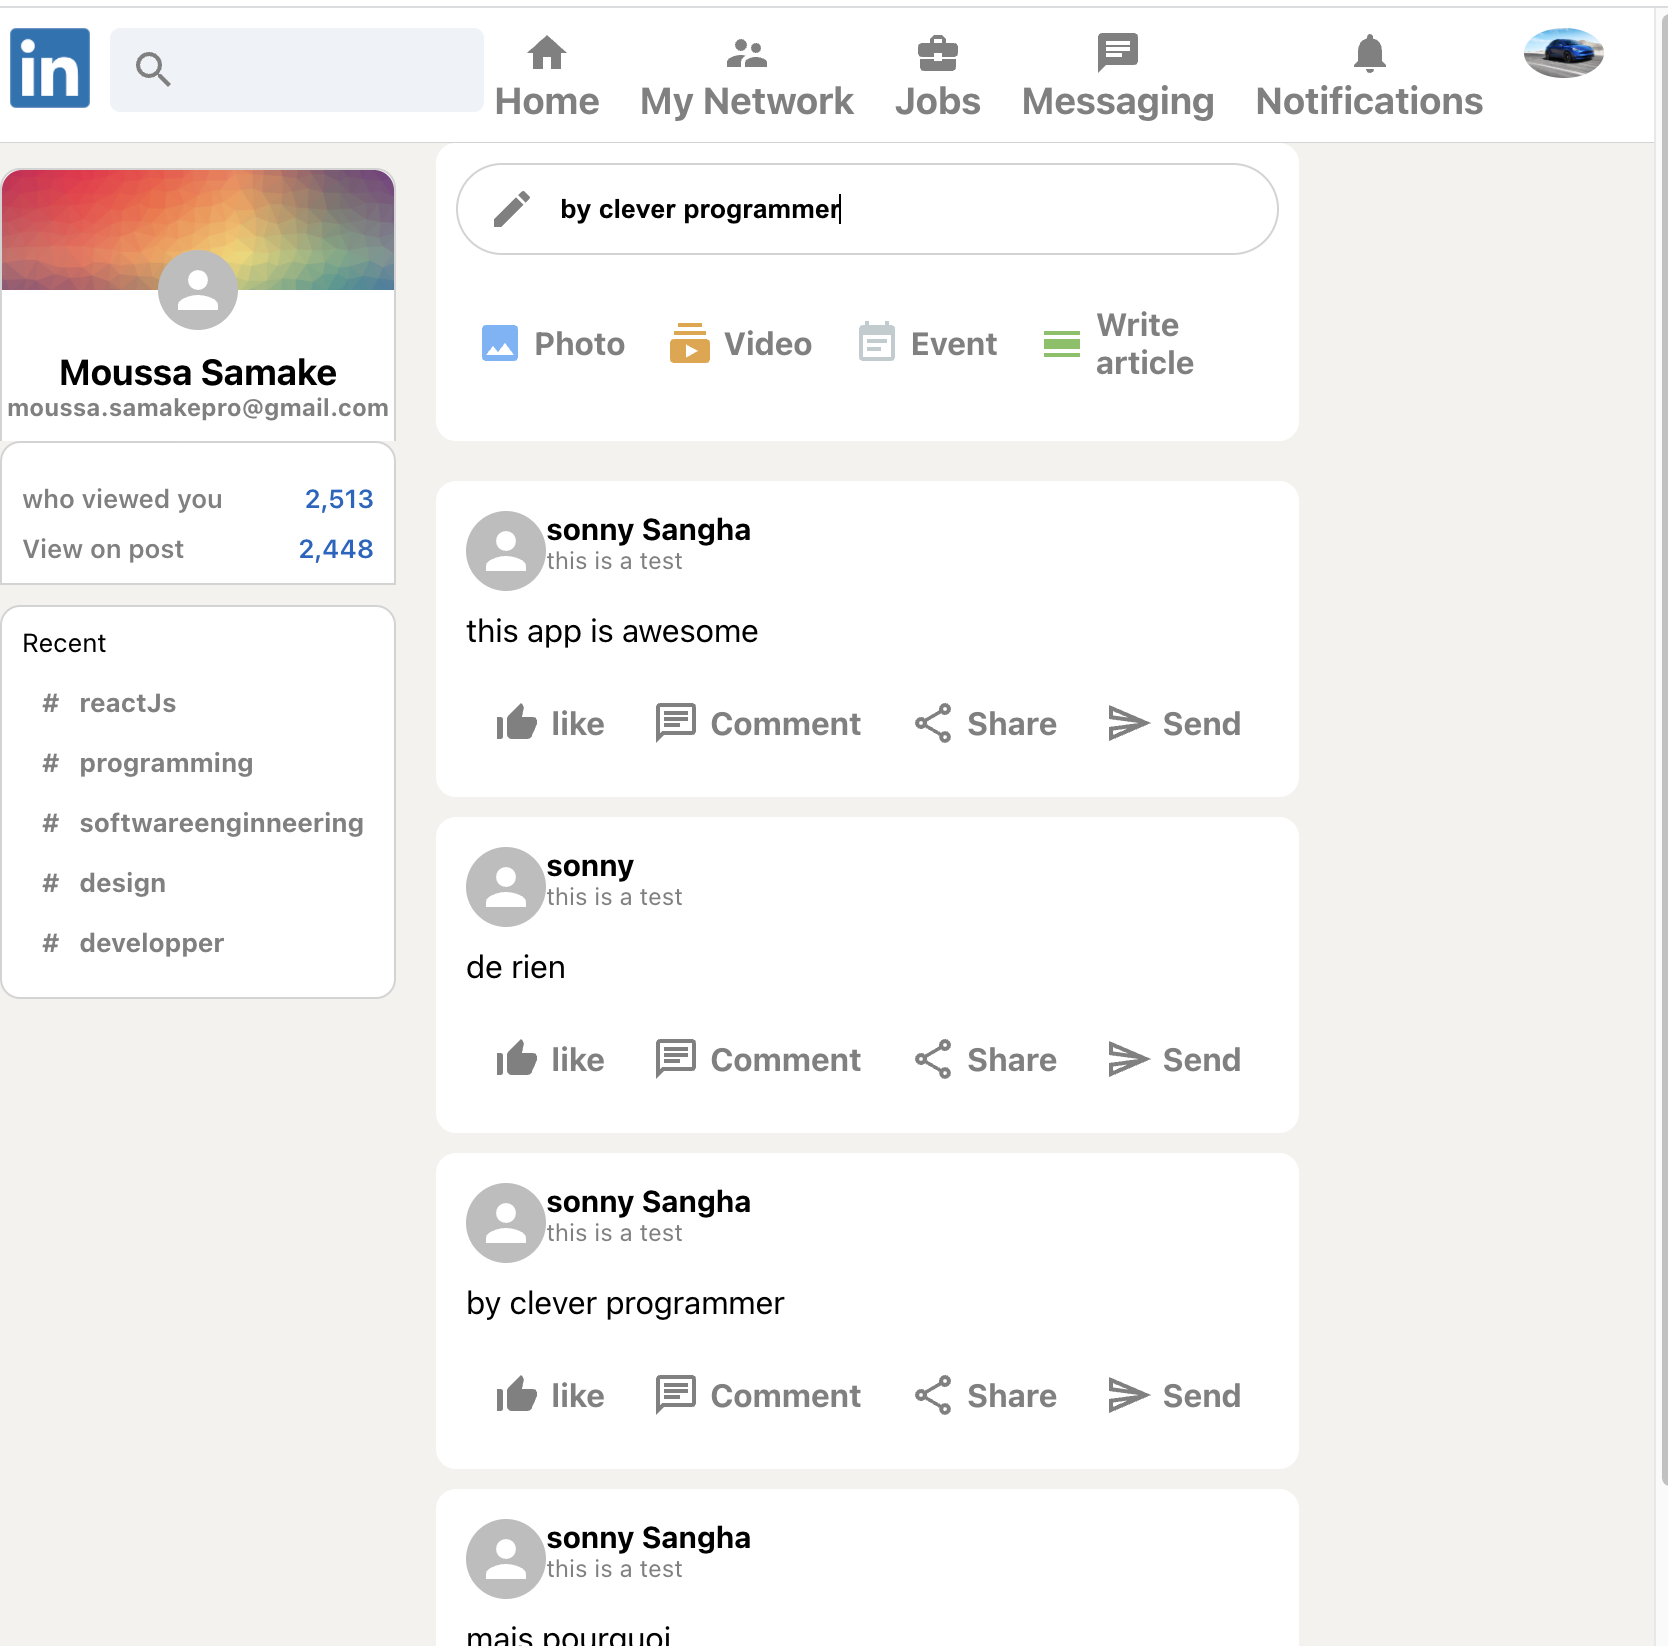 in
Home
My Network
Jobs
Messaging
Notifications
Moussa Samake
moussa.samakepro@gmail.com
who viewed you 2,513
View on post 2,448
Recent
# reactJs
# programming
# softwareenginneering
# design
# developper
by clever programmer
Photo
Video
Event
Write
article
sonny Sangha
this is a test
this app is awesome
like Comment Share Send
sonny
this is a test
de rien
like Comment Share Send
sonny Sangha
this is a test
by clever programmer
like Comment Share Send
sonny Sangha
this is a test
mais pourquoi